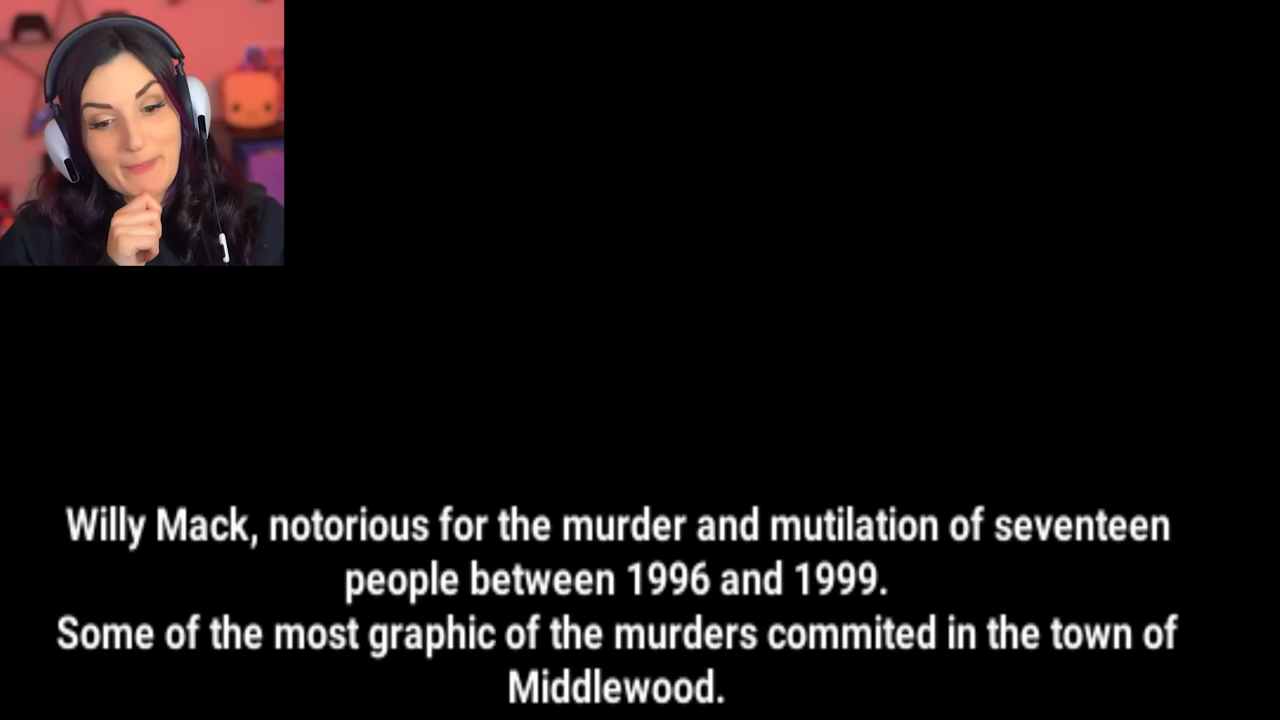 Willy Mack, notorious for the murder and mutilation of seventeen
people between 1996 and 1999.
Some of the most graphic of the murders commited in the town of
Middlewood.